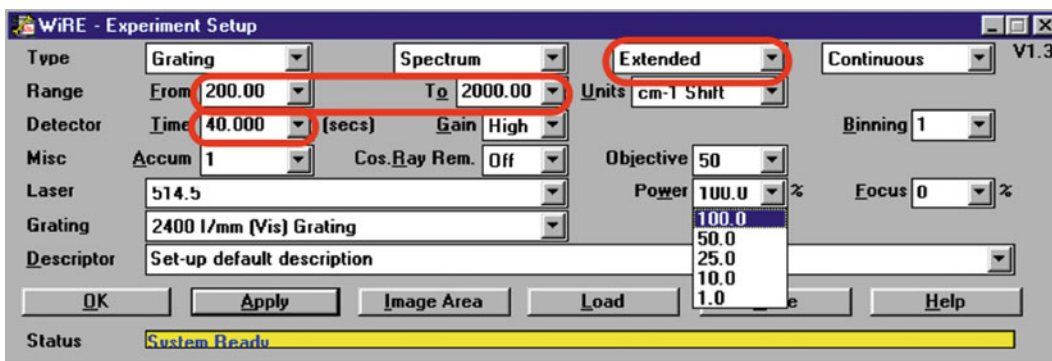 WiRE - Experiment Setup
Type Grating Spectrum Extended Continuous V1.3
Range From 200.00 To 2000.00 Units cm-1 Shift
Detector Time 40.000 (secs) Gain High Binning 1
Misc Accum 1 Cos.Ray Rem. Off Objective 50
Laser 514.5 Power 100.0 % Focus 0 %
100.0
Grating 2400 l/mm (Vis) Grating
50.0
25.0
Descriptor Set-up default description
10.0
OK Apply Image Area Load Help
1.0
Status System Ready